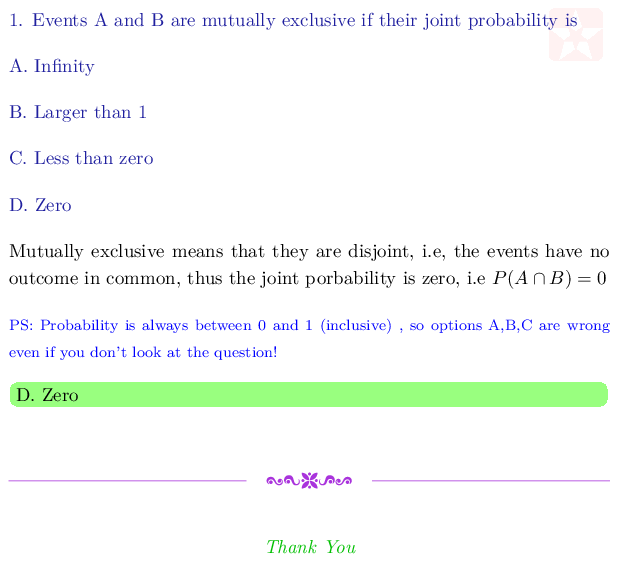 1. Events A and B are mutually exclusive if their joint probability is
A. Infinity
B. Larger than 1
C. Less than zero
D. Zero
Mutually exclusive means that they are disjoint, i.e, the events have no
outcome in common, thus the joint porbability is zero, i.e P(A ∩ B) = 0
PS: Probability is always between 0 and 1 (inclusive) , so options A,B,C are wrong
even if you don't look at the question!
D. Zero
Thank You